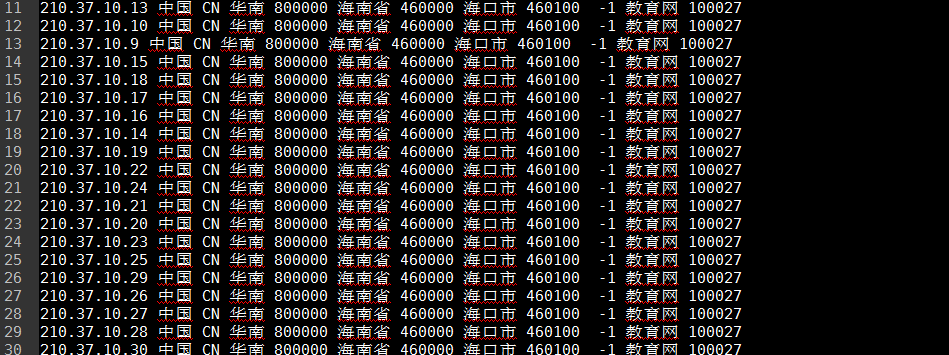 11 210.37.10.13 中国 CN 华南 800000 海南省 460000 海口市 460100  -1 教育网 100027
12 210.37.10.10 中国 CN 华南 800000 海南省 460000 海口市 460100  -1 教育网 100027
13 210.37.10.9 中国 CN 华南 800000 海南省 460000 海口市 460100  -1 教育网 100027
14 210.37.10.15 中国 CN 华南 800000 海南省 460000 海口市 460100  -1 教育网 100027
15 210.37.10.18 中国 CN 华南 800000 海南省 460000 海口市 460100  -1 教育网 100027
16 210.37.10.17 中国 CN 华南 800000 海南省 460000 海口市 460100  -1 教育网 100027
17 210.37.10.16 中国 CN 华南 800000 海南省 460000 海口市 460100  -1 教育网 100027
18 210.37.10.14 中国 CN 华南 800000 海南省 460000 海口市 460100  -1 教育网 100027
19 210.37.10.19 中国 CN 华南 800000 海南省 460000 海口市 460100  -1 教育网 100027
20 210.37.10.22 中国 CN 华南 800000 海南省 460000 海口市 460100  -1 教育网 100027
21 210.37.10.24 中国 CN 华南 800000 海南省 460000 海口市 460100  -1 教育网 100027
22 210.37.10.21 中国 CN 华南 800000 海南省 460000 海口市 460100  -1 教育网 100027
23 210.37.10.20 中国 CN 华南 800000 海南省 460000 海口市 460100  -1 教育网 100027
24 210.37.10.23 中国 CN 华南 800000 海南省 460000 海口市 460100  -1 教育网 100027
25 210.37.10.25 中国 CN 华南 800000 海南省 460000 海口市 460100  -1 教育网 100027
26 210.37.10.29 中国 CN 华南 800000 海南省 460000 海口市 460100  -1 教育网 100027
27 210.37.10.26 中国 CN 华南 800000 海南省 460000 海口市 460100  -1 教育网 100027
28 210.37.10.27 中国 CN 华南 800000 海南省 460000 海口市 460100  -1 教育网 100027
29 210.37.10.28 中国 CN 华南 800000 海南省 460000 海口市 460100  -1 教育网 100027
30 210.37.10.30 中国 CN 华南 800000 海南省 460000 海口市 460100  -1 教育网 100027